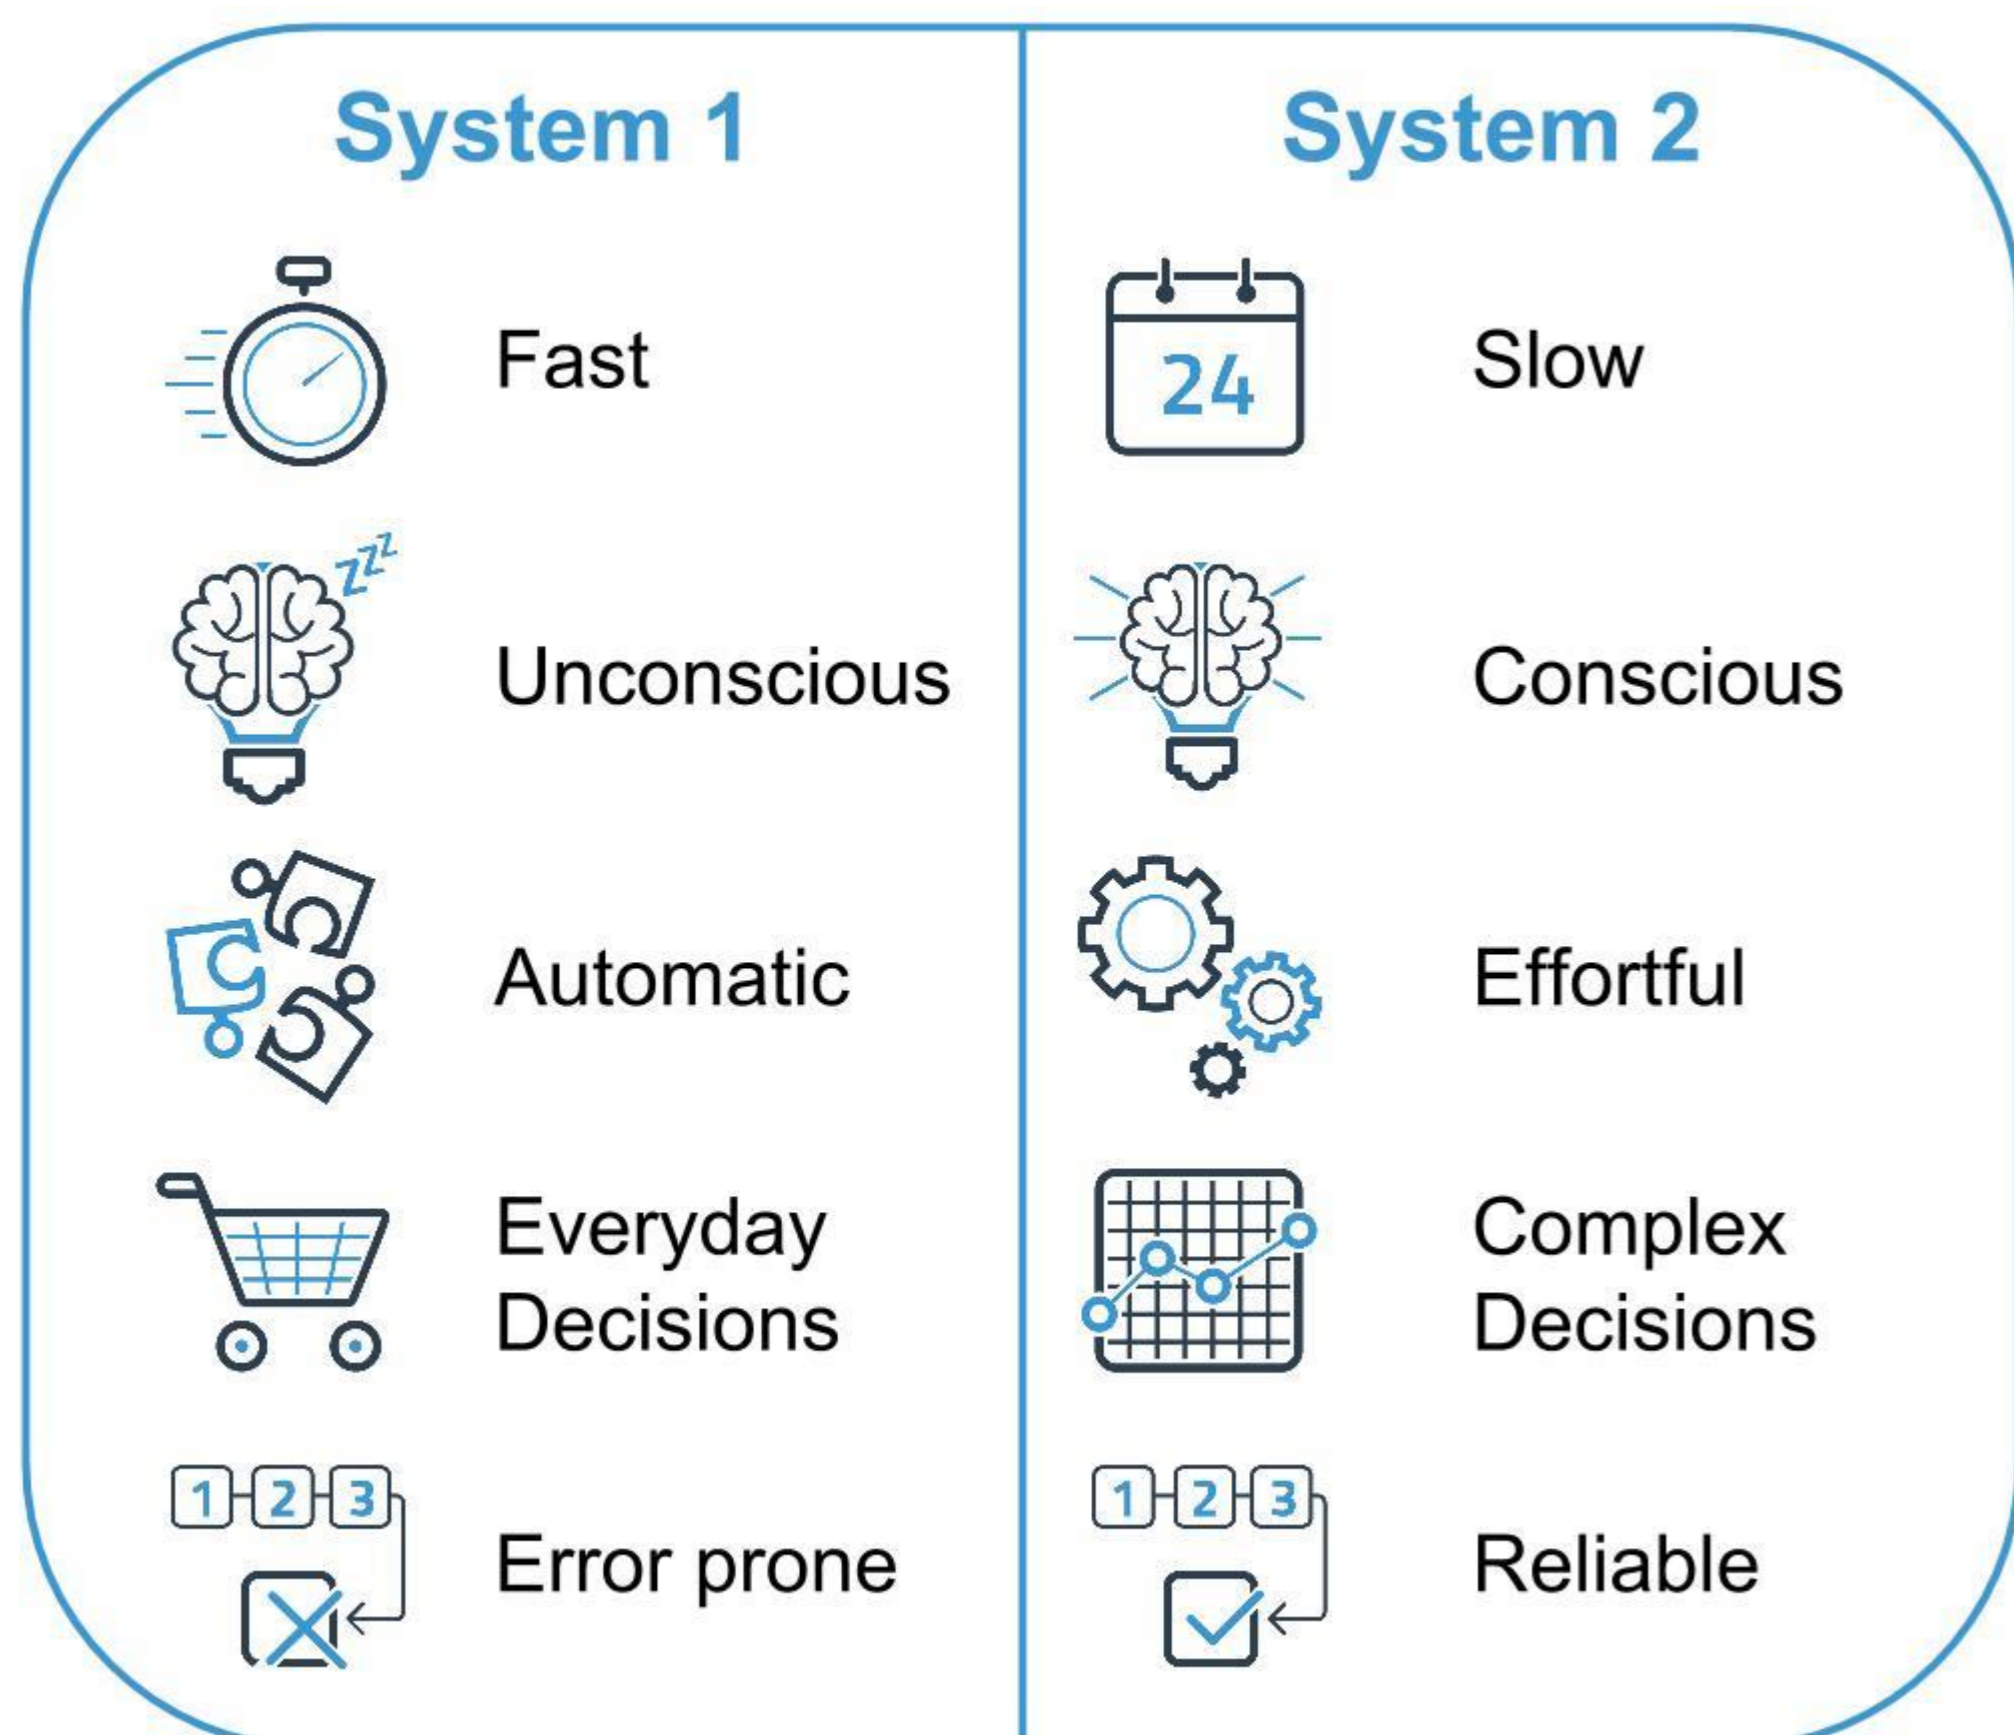 System 1
Fast
zzz
Unconscious
Automatic
Everyday
Decisions
1 2 3
Error prone
System 2
24
Slow
Conscious
Effortful
Complex
Decisions
1 2 3
Reliable